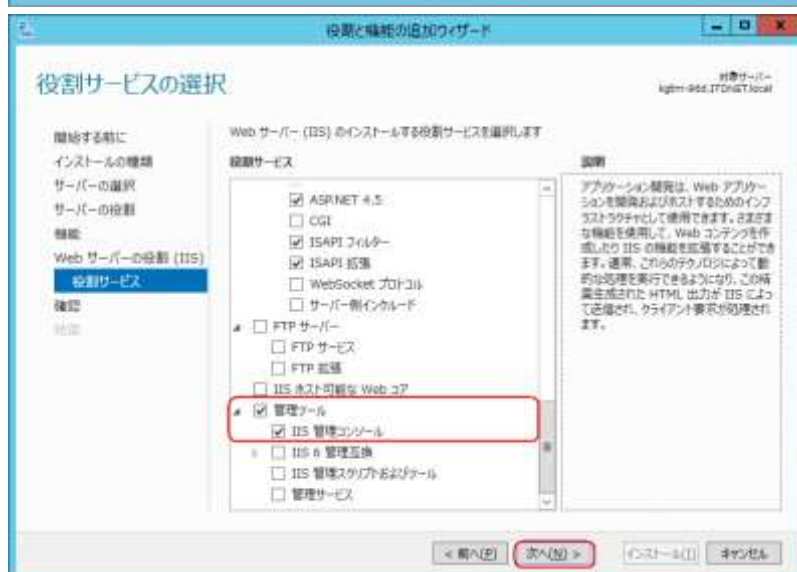 役割と機能の追加ウィザード
役割サービスの選択
対象サーバー
開始する前に
インストールの種類
サーバーの選択
サーバーの役割
機能
Web サーバーの役割 (IIS)
役割サービス
確認
結果
Web サーバー (IIS) のインストールする役割サービスを選択します
役割サービス
ASP.NET 4.5
CGI
ISAPI フィルター
ISAPI 拡張
WebSocket プロトコル
サーバー側インクルード
FTP サーバー
FTP サービス
FTP 拡張
IIS ホスト可能な Web コア
管理ツール
IIS 管理コンソール
IIS 6 管理互換
IIS 管理スクリプトおよびツール
管理サービス
説明
アプリケーション開発は、Web アプリケー
ションを開発およびホストするためのインフ
ラストラクチャとして使用できます。さまざま
な機能を使用して、Web コンテンツを作
成したり IIS の機能を拡張することができ
ます。通常、これらのテクノロジによって動
的な処理を実行できるようになり、この結
果生成された HTML 出力が IIS によっ
て送信され、クライアント要求が処理され
ます。
< 前へ(P)
次へ(N) >
インストール(I)
キャンセル